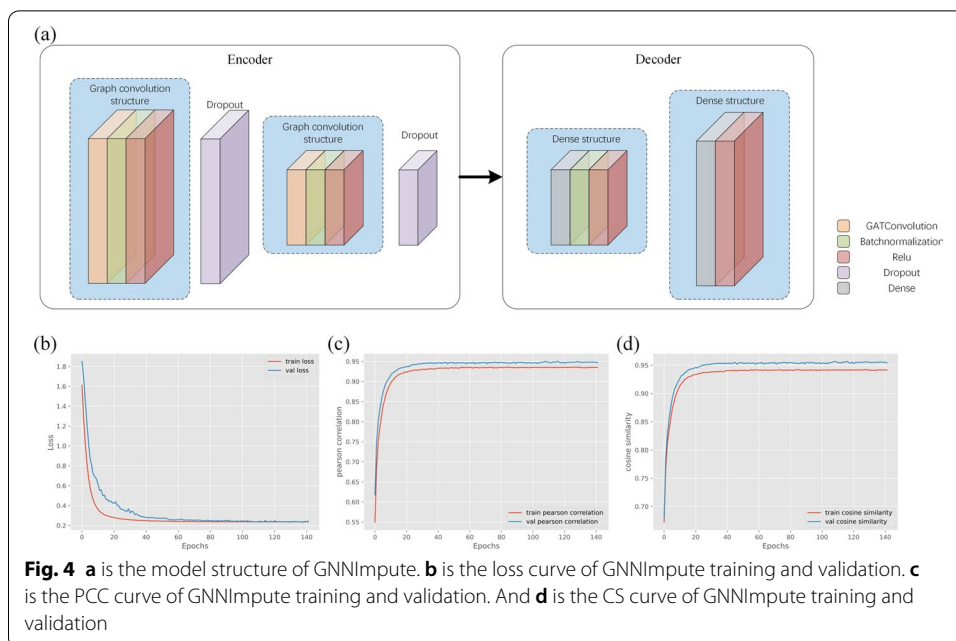 (a)
Encoder
Graph convolution
structure
Dropout
Graph convolution
structure
Dropout
Decoder
Dense structure
Dense structure
GATConvolution
Batchnormalization
Relu
Dropout
Dense
(b)
train loss
val loss
1.8
1.6
1.4
1.2
1.0
0.8
0.6
0.4
0.2
Loss
0 20 40 60 80 100 120 140
Epochs
(c)
0.95
0.90
0.85
0.80
0.75
0.70
0.65
0.60
0.55
pearson correlation
train pearson correlation
val pearson correlation
0 20 40 60 80 100 120 140
Epochs
(d)
0.95
0.90
0.85
0.80
0.75
0.70
cosine similarity
train cosine similarity
val cosine similarity
0 20 40 60 80 100 120 140
Epochs
Fig. 4 a is the model structure of GNNImpute. b is the loss curve of GNNImpute training and validation. c
is the PCC curve of GNNImpute training and validation. And d is the CS curve of GNNImpute training and
validation